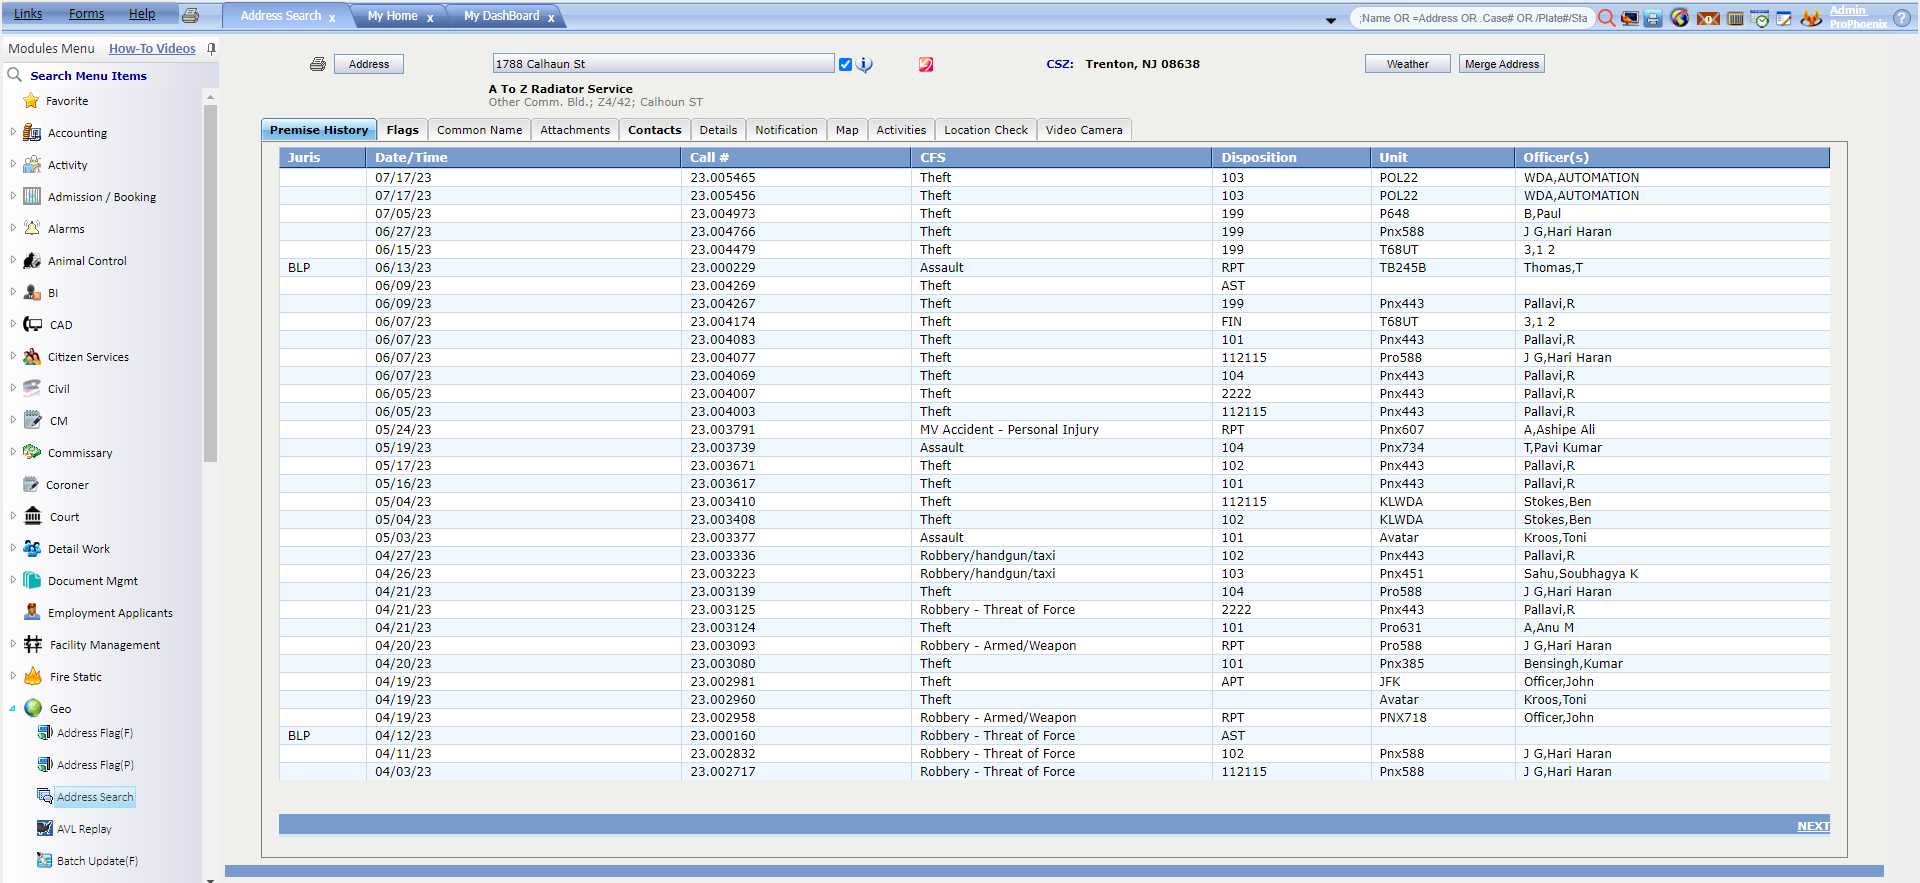 Links Forms Help Address Search x My Home x My DashBoard x ;Name OR =Address OR .Case# OR /Plate#/Sta Admin ProPhoenix ?
Modules Menu How-To Videos
Search Menu Items
Favorite
Accounting
Activity
Admission / Booking
Alarms
Animal Control
BI
CAD
Citizen Services
Civil
CM
Commissary
Coroner
Court
Detail Work
Document Mgmt
Employment Applicants
Facility Management
Fire Static
Geo
Address Flag(F)
Address Flag(P)
Address Search
AVL Replay
Batch Update(F)
Address 1788 Calhaun St CSZ: Trenton, NJ 08638 Weather Merge Address
A To Z Radiator Service
Other Comm. Bld.; Z4/42; Calhoun ST
Premise History Flags Common Name Attachments Contacts Details Notification Map Activities Location Check Video Camera
Juris Date/Time Call # CFS Disposition Unit Officer(s)
07/17/23 23.005465 Theft 103 POL22 WDA,AUTOMATION
07/17/23 23.005456 Theft 103 POL22 WDA,AUTOMATION
07/05/23 23.004973 Theft 199 P648 B,Paul
06/27/23 23.004766 Theft 199 Pnx588 J G,Hari Haran
06/15/23 23.004479 Theft 199 T68UT 3,1 2
BLP 06/13/23 23.000229 Assault RPT TB245B Thomas,T
06/09/23 23.004269 Theft AST
06/09/23 23.004267 Theft 199 Pnx443 Pallavi,R
06/07/23 23.004174 Theft FIN T68UT 3,1 2
06/07/23 23.004083 Theft 101 Pnx443 Pallavi,R
06/07/23 23.004077 Theft 112115 Pro588 J G,Hari Haran
06/07/23 23.004069 Theft 104 Pnx443 Pallavi,R
06/05/23 23.004007 Theft 2222 Pnx443 Pallavi,R
06/05/23 23.004003 Theft 112115 Pnx443 Pallavi,R
05/24/23 23.003791 MV Accident - Personal Injury RPT Pnx607 A,Ashipe Ali
05/19/23 23.003739 Assault 104 Pnx734 T,Pavi Kumar
05/17/23 23.003671 Theft 102 Pnx443 Pallavi,R
05/16/23 23.003617 Theft 101 Pnx443 Pallavi,R
05/04/23 23.003410 Theft 112115 KLWDA Stokes,Ben
05/04/23 23.003408 Theft 102 KLWDA Stokes,Ben
05/03/23 23.003377 Assault 101 Avatar Kroos,Toni
04/27/23 23.003336 Robbery/handgun/taxi 102 Pnx443 Pallavi,R
04/26/23 23.003223 Robbery/handgun/taxi 103 Pnx451 Sahu,Soubhagya K
04/21/23 23.003139 Theft 104 Pro588 J G,Hari Haran
04/21/23 23.003125 Robbery - Threat of Force 2222 Pnx443 Pallavi,R
04/21/23 23.003124 Theft 101 Pro631 A,Anu M
04/20/23 23.003093 Robbery - Armed/Weapon RPT Pro588 J G,Hari Haran
04/20/23 23.003080 Theft 101 Pnx385 Bensingh,Kumar
04/19/23 23.002981 Theft APT JFK Officer,John
04/19/23 23.002960 Theft Avatar Kroos,Toni
04/19/23 23.002958 Robbery - Armed/Weapon RPT PNX718 Officer,John
BLP 04/12/23 23.000160 Robbery - Threat of Force AST
04/11/23 23.002832 Robbery - Threat of Force 102 Pnx588 J G,Hari Haran
04/03/23 23.002717 Robbery - Threat of Force 112115 Pnx588 J G,Hari Haran
NEXT